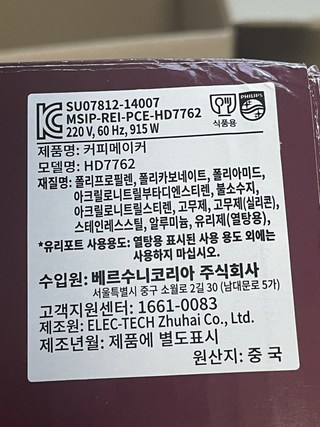 SU07812-14007
MSIP-REI-PCE-HD7762
220 V, 60 Hz, 915 W
식품용
PHILIPS
제품명: 커피메이커
모델명: HD7762
재질명: 폴리프로필렌, 폴리카보네이트, 폴리아미드,
아크릴로니트릴부타디엔스티렌, 불소수지,
아크릴로니트릴스티렌, 고무제, 고무제(실리콘),
스테인레스스틸, 알루미늄, 유리제(열탕용),
*유리포트 사용용도: 열탕용 표시된 사용 용도 외에는
사용하지 마십시오.
수입원: 베르수니코리아 주식회사
서울특별시 중구 소월로 2길 30 (남대문로 5가)
고객지원센터: 1661-0083
제조원: ELEC-TECH Zhuhai Co., Ltd.
제조년월: 제품에 별도표시
원산지: 중 국